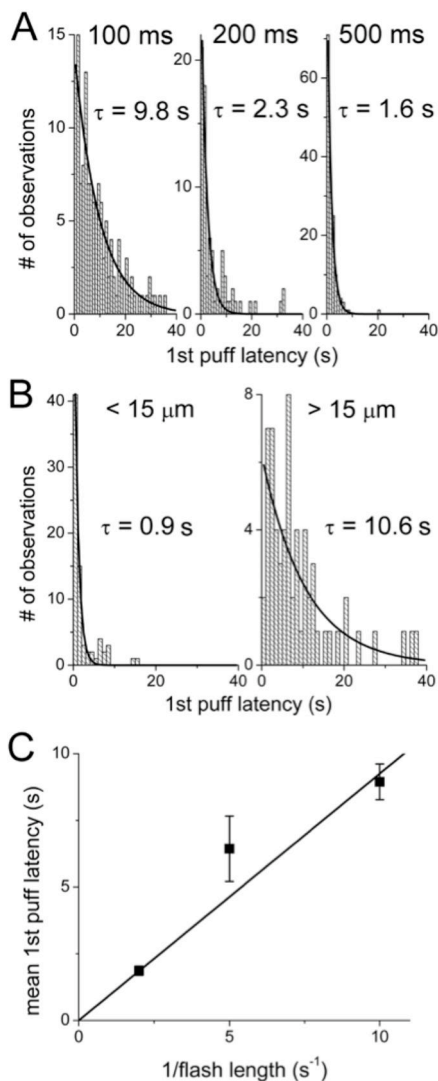 A
100 ms 200 ms 500 ms
τ = 9.8 s τ = 2.3 s τ = 1.6 s
# of observations
15
10
5
0
20
10
0
70
60
40
20
0
0 20 40 0 20 40 0 20 40
1st puff latency (s)
B
< 15 μm > 15 μm
τ = 0.9 s τ = 10.6 s
# of observations
40
30
20
10
0
8
4
0
0 20 40 0 20 40
1st puff latency (s)
C
mean 1st puff latency (s)
10
5
0
0 5 10
1/flash length (s⁻¹)